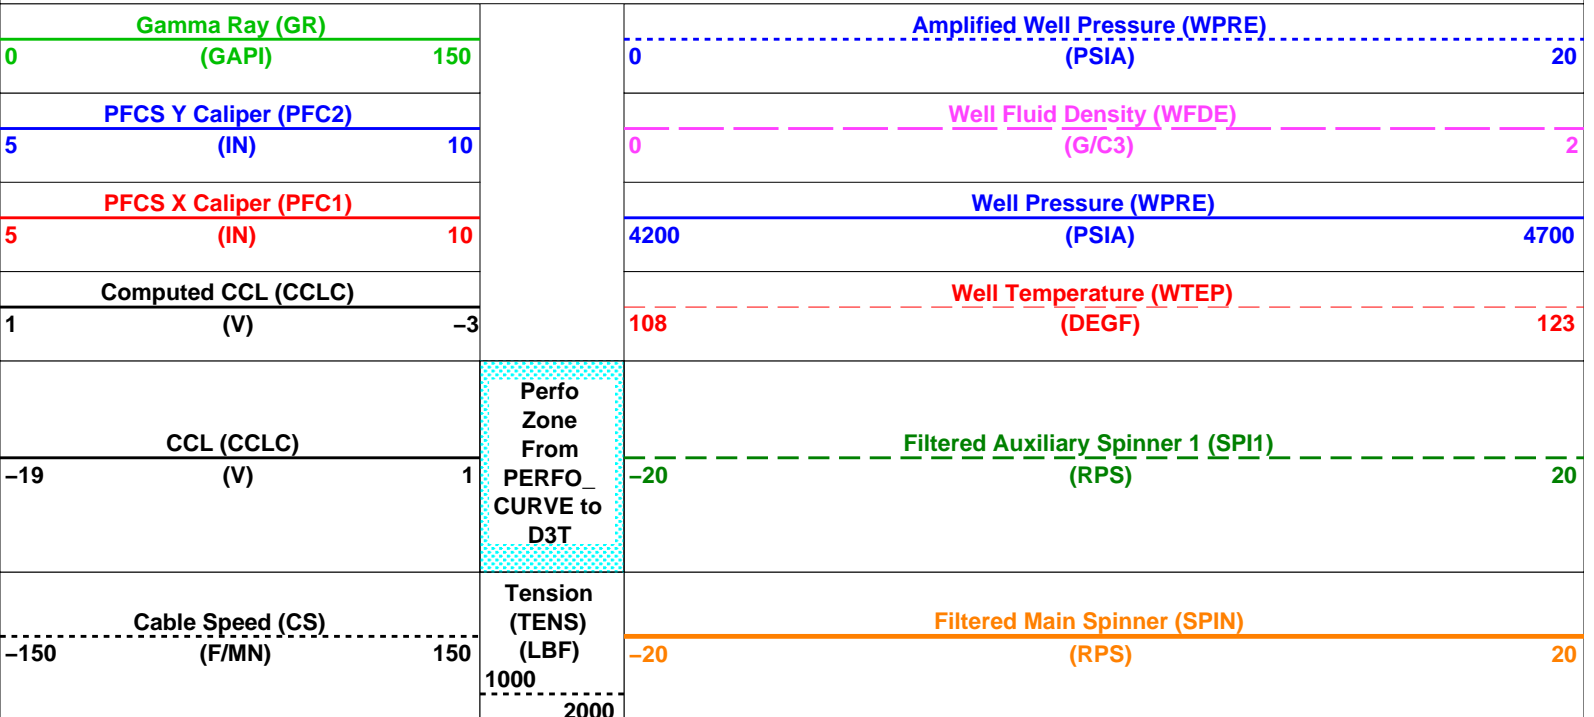 Gamma Ray (GR)
0 (GAPI) 150
PFCS Y Caliper (PFC2)
5 (IN) 10
PFCS X Caliper (PFC1)
5 (IN) 10
Computed CCL (CCLC)
1 (V) −3
CCL (CCLC)
−19 (V) 1
Cable Speed (CS)
−150 (F/MN) 150
Perfo
Zone
From
PERFO_
CURVE to
D3T
Tension
(TENS)
(LBF)
1000
2000
Amplified Well Pressure (WPRE)
0 (PSIA) 20
Well Fluid Density (WFDE)
0 (G/C3) 2
Well Pressure (WPRE)
4200 (PSIA) 4700
Well Temperature (WTEP)
108 (DEGF) 123
Filtered Auxiliary Spinner 1 (SPI1)
−20 (RPS) 20
Filtered Main Spinner (SPIN)
−20 (RPS) 20